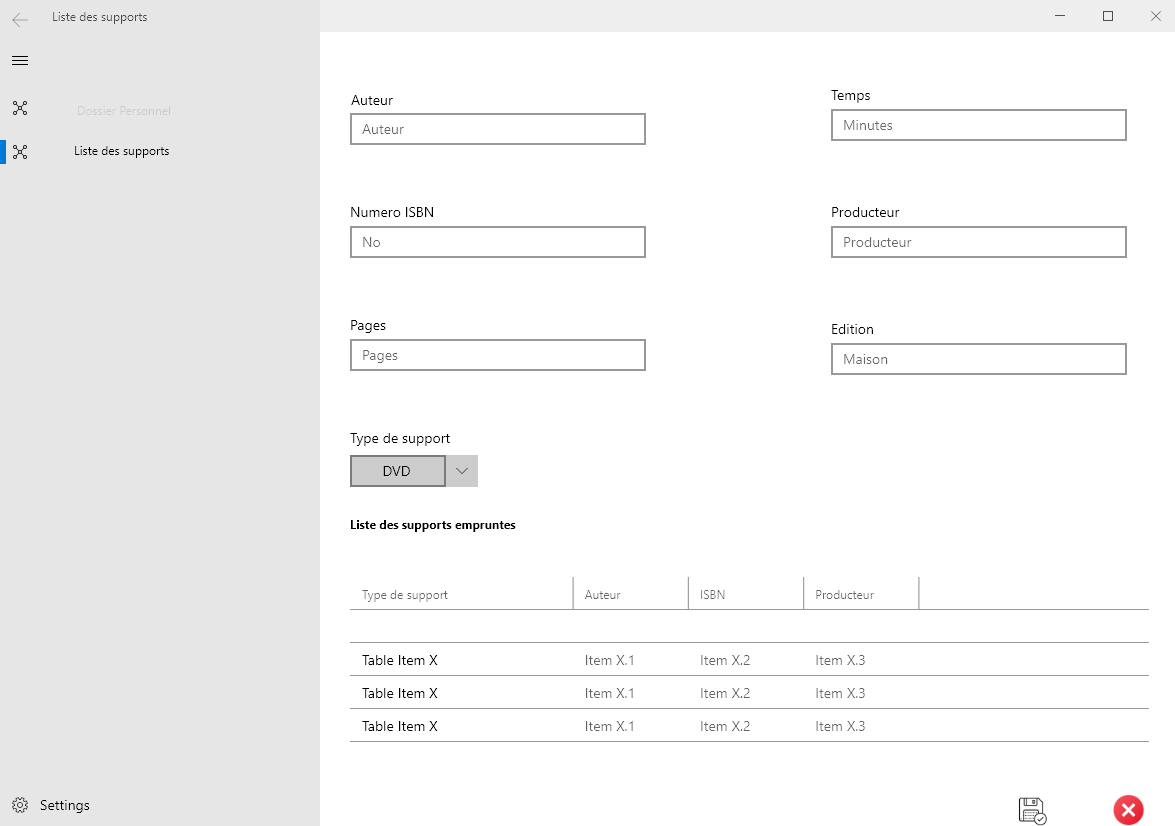 Liste des supports
Dossier Personnel
Liste des supports
Settings
Auteur
Auteur
Temps
Minutes
Numero ISBN
No
Producteur
Producteur
Pages
Pages
Edition
Maison
Type de support
DVD
Liste des supports empruntes
Type de support Auteur ISBN Producteur
Table Item X Item X.1 Item X.2 Item X.3
Table Item X Item X.1 Item X.2 Item X.3
Table Item X Item X.1 Item X.2 Item X.3